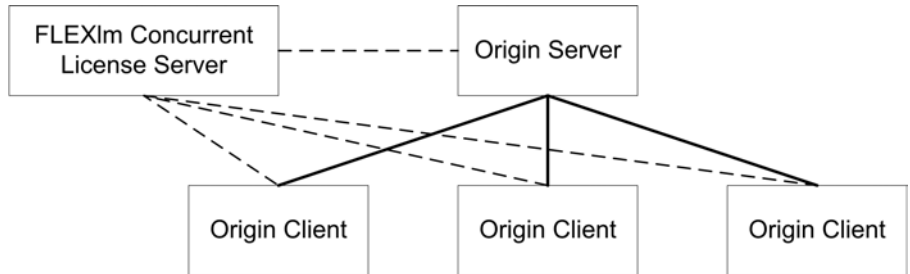 FLEXlm Concurrent
License Server
Origin Server
Origin Client
Origin Client
Origin Client